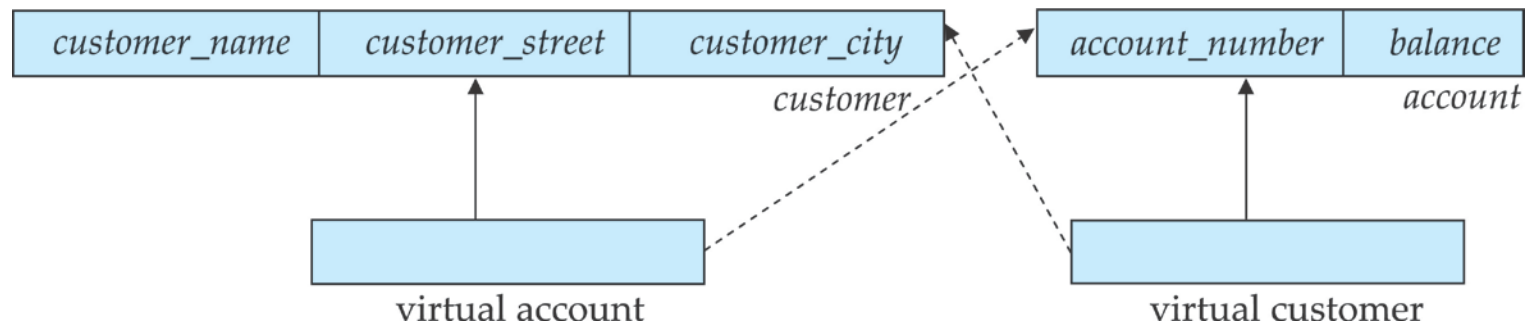 customer_name customer_street customer_city account_number balance
customer account
virtual account virtual customer